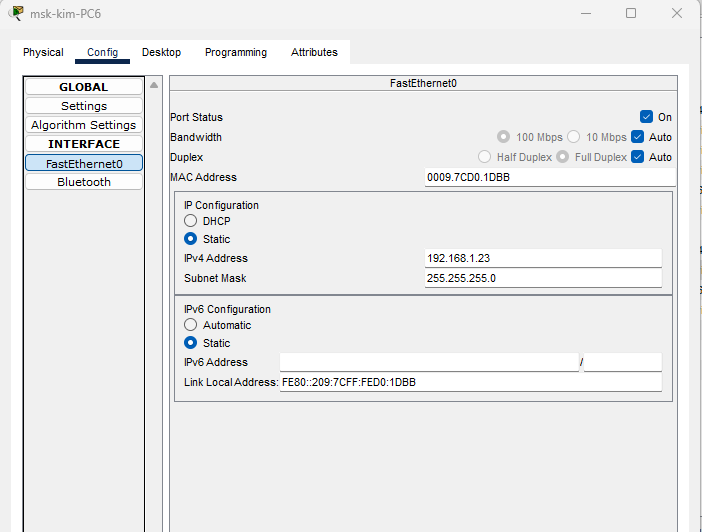 msk-kim-PC6
Physical Config Desktop Programming Attributes
GLOBAL
Settings
Algorithm Settings
INTERFACE
FastEthernet0
Bluetooth
FastEthernet0
Port Status On
Bandwidth 100 Mbps 10 Mbps Auto
Duplex Half Duplex Full Duplex Auto
MAC Address 0009.7CD0.1DBB
IP Configuration
DHCP
Static
IPv4 Address 192.168.1.23
Subnet Mask 255.255.255.0
IPv6 Configuration
Automatic
Static
IPv6 Address /
Link Local Address: FE80::209:7CFF:FED0:1DBB